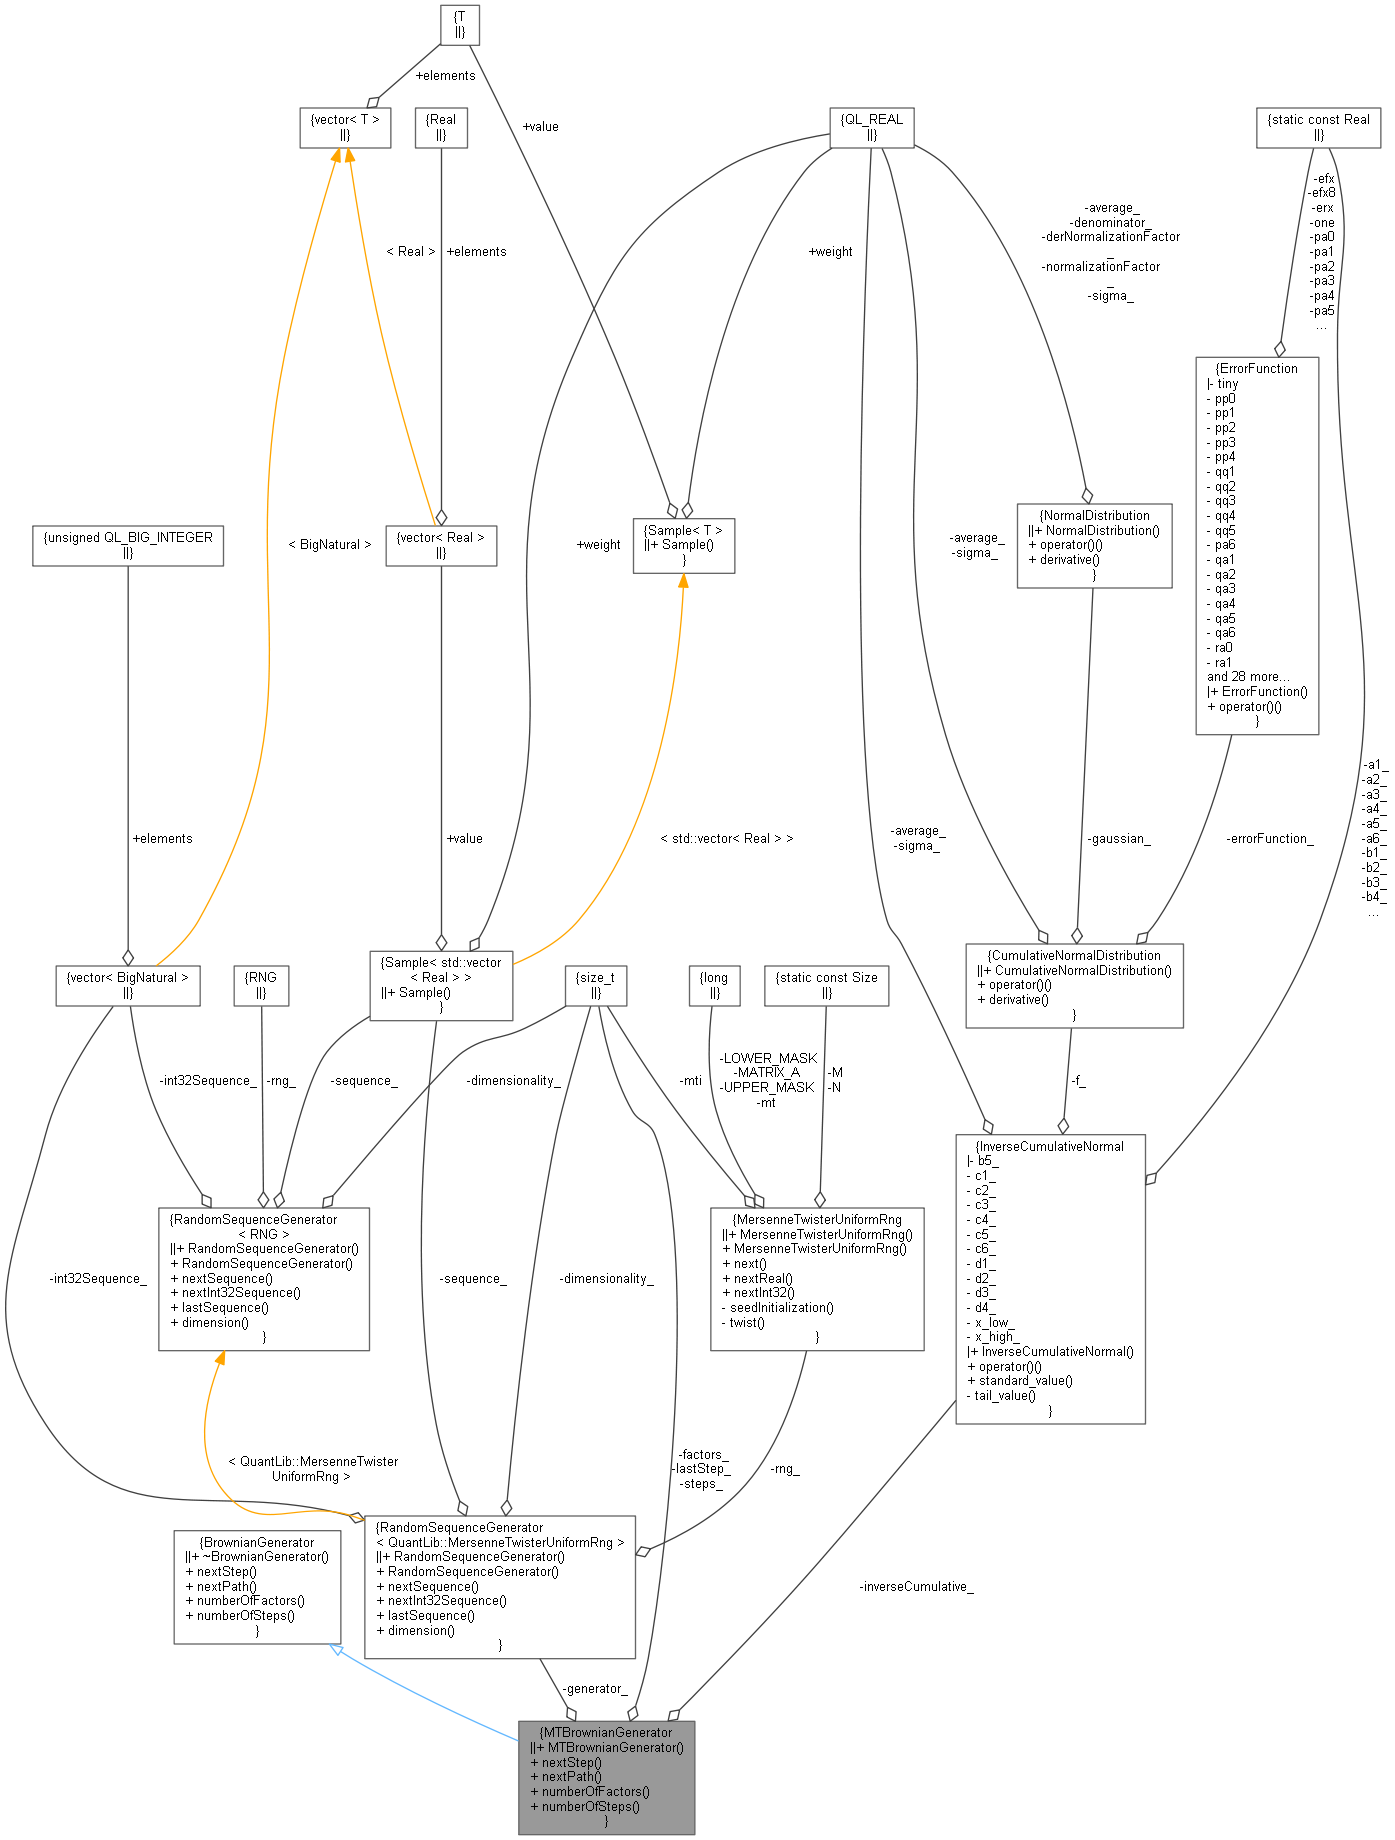 {T
||}
+elements
+value
{vector< T >
||}
{Real
||}
{QL_REAL
||}
{static const Real
||}
-efx
-efx8
-erx
-one
-pa0
-pa1
-pa2
-pa3
-pa4
-pa5
...
-average_
-denominator_
-derNormalizationFactor
_
-normalizationFactor
_
-sigma_
< Real >
+elements
+weight
{ErrorFunction
|- tiny
- pp0
- pp1
- pp2
- pp3
- pp4
- qq1
- qq2
- qq3
- qq4
- qq5
- pa6
- qa1
- qa2
- qa3
- qa4
- qa5
- qa6
- ra0
- ra1
and 28 more...
|+ ErrorFunction()
+ operator()()
}
{unsigned QL_BIG_INTEGER
||}
< BigNatural >
{vector< Real >
||}
+weight
{Sample< T >
||+ Sample()
}
-average_
-sigma_
{NormalDistribution
||+ NormalDistribution()
+ operator()()
+ derivative()
}
+elements
+value
< std::vector< Real > >
-average_
-sigma_
-gaussian_
-errorFunction_
-a1_
-a2_
-a3_
-a4_
-a5_
-a6_
-b1_
-b2_
-b3_
-b4_
...
{vector< BigNatural >
||}
{RNG
||}
{Sample< std::vector
< Real > >
||+ Sample()
}
{size_t
||}
{long
||}
{static const Size
||}
{CumulativeNormalDistribution
||+ CumulativeNormalDistribution()
+ operator()()
+ derivative()
}
-int32Sequence_
-rng_
-sequence_
-dimensionality_
-mti
-LOWER_MASK
-MATRIX_A
-UPPER_MASK
-mt
-M
-N
-f_
{RandomSequenceGenerator
< RNG >
||+ RandomSequenceGenerator()
+ RandomSequenceGenerator()
+ nextSequence()
+ nextInt32Sequence()
+ lastSequence()
+ dimension()
}
{MersenneTwisterUniformRng
||+ MersenneTwisterUniformRng()
+ MersenneTwisterUniformRng()
+ next()
+ nextReal()
+ nextInt32()
- seedInitialization()
- twist()
}
{InverseCumulativeNormal
|- b5_
- c1_
- c2_
- c3_
- c4_
- c5_
- c6_
- d1_
- d2_
- d3_
- d4_
- x_low_
- x_high_
|+ InverseCumulativeNormal()
+ operator()()
+ standard_value()
- tail_value()
}
-int32Sequence_
-sequence_
-dimensionality_
< QuantLib::MersenneTwister
UniformRng >
-factors_
-lastStep_
-steps_
-rng_
{BrownianGenerator
||+ ~BrownianGenerator()
+ nextStep()
+ nextPath()
+ numberOfFactors()
+ numberOfSteps()
}
{RandomSequenceGenerator
< QuantLib::MersenneTwisterUniformRng >
||+ RandomSequenceGenerator()
+ RandomSequenceGenerator()
+ nextSequence()
+ nextInt32Sequence()
+ lastSequence()
+ dimension()
}
-inverseCumulative_
-generator_
{MTBrownianGenerator
||+ MTBrownianGenerator()
+ nextStep()
+ nextPath()
+ numberOfFactors()
+ numberOfSteps()
}